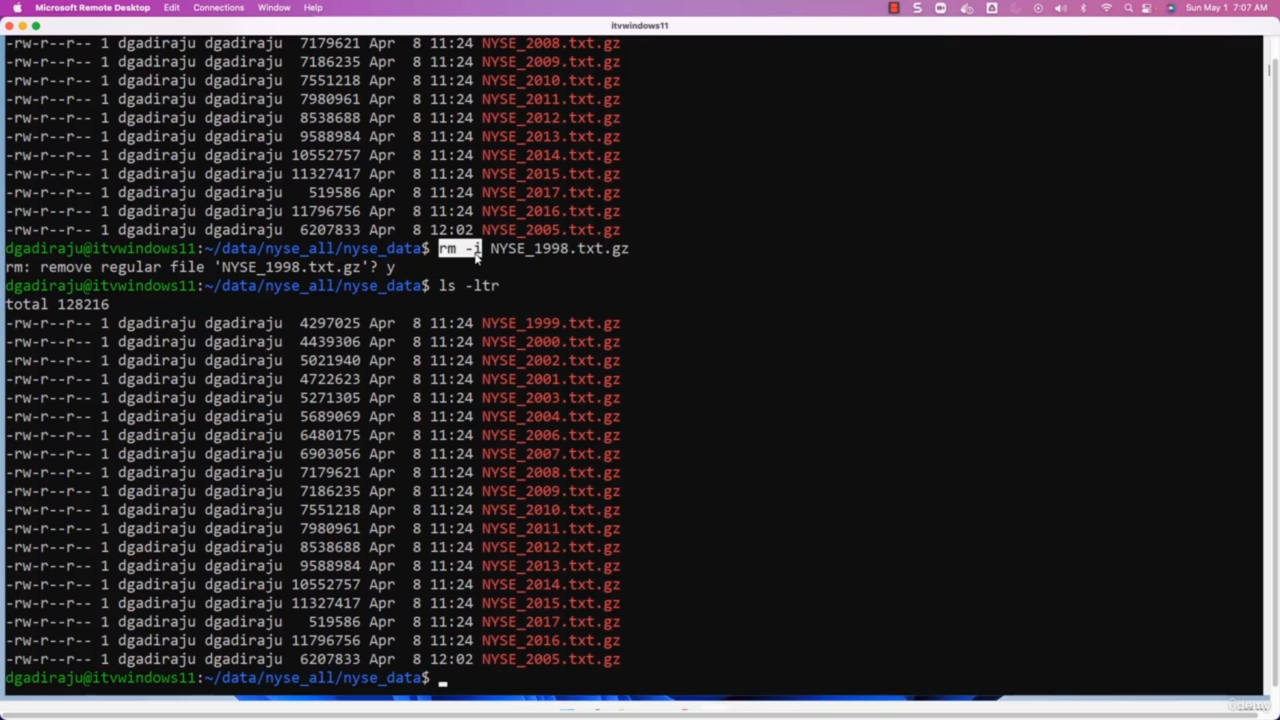 Microsoft Remote Desktop Edit Connections Window Help Sun May 1 7:07 AM
itvwindows11
-rw-r--r-- 1 dgadiraju dgadiraju  7179621 Apr  8 11:24 NYSE_2008.txt.gz
-rw-r--r-- 1 dgadiraju dgadiraju  7186235 Apr  8 11:24 NYSE_2009.txt.gz
-rw-r--r-- 1 dgadiraju dgadiraju  7551218 Apr  8 11:24 NYSE_2010.txt.gz
-rw-r--r-- 1 dgadiraju dgadiraju  7980961 Apr  8 11:24 NYSE_2011.txt.gz
-rw-r--r-- 1 dgadiraju dgadiraju  8538688 Apr  8 11:24 NYSE_2012.txt.gz
-rw-r--r-- 1 dgadiraju dgadiraju  9588984 Apr  8 11:24 NYSE_2013.txt.gz
-rw-r--r-- 1 dgadiraju dgadiraju 10552757 Apr  8 11:24 NYSE_2014.txt.gz
-rw-r--r-- 1 dgadiraju dgadiraju 11327417 Apr  8 11:24 NYSE_2015.txt.gz
-rw-r--r-- 1 dgadiraju dgadiraju   519586 Apr  8 11:24 NYSE_2017.txt.gz
-rw-r--r-- 1 dgadiraju dgadiraju 11796756 Apr  8 11:24 NYSE_2016.txt.gz
-rw-r--r-- 1 dgadiraju dgadiraju  6207833 Apr  8 12:02 NYSE_2005.txt.gz
dgadiraju@itvwindows11:~/data/nyse_all/nyse_data$ rm -i NYSE_1998.txt.gz
rm: remove regular file 'NYSE_1998.txt.gz'? y
dgadiraju@itvwindows11:~/data/nyse_all/nyse_data$ ls -ltr
total 128216
-rw-r--r-- 1 dgadiraju dgadiraju  4297025 Apr  8 11:24 NYSE_1999.txt.gz
-rw-r--r-- 1 dgadiraju dgadiraju  4439306 Apr  8 11:24 NYSE_2000.txt.gz
-rw-r--r-- 1 dgadiraju dgadiraju  5021940 Apr  8 11:24 NYSE_2002.txt.gz
-rw-r--r-- 1 dgadiraju dgadiraju  4722623 Apr  8 11:24 NYSE_2001.txt.gz
-rw-r--r-- 1 dgadiraju dgadiraju  5271305 Apr  8 11:24 NYSE_2003.txt.gz
-rw-r--r-- 1 dgadiraju dgadiraju  5689069 Apr  8 11:24 NYSE_2004.txt.gz
-rw-r--r-- 1 dgadiraju dgadiraju  6480175 Apr  8 11:24 NYSE_2006.txt.gz
-rw-r--r-- 1 dgadiraju dgadiraju  6903056 Apr  8 11:24 NYSE_2007.txt.gz
-rw-r--r-- 1 dgadiraju dgadiraju  7179621 Apr  8 11:24 NYSE_2008.txt.gz
-rw-r--r-- 1 dgadiraju dgadiraju  7186235 Apr  8 11:24 NYSE_2009.txt.gz
-rw-r--r-- 1 dgadiraju dgadiraju  7551218 Apr  8 11:24 NYSE_2010.txt.gz
-rw-r--r-- 1 dgadiraju dgadiraju  7980961 Apr  8 11:24 NYSE_2011.txt.gz
-rw-r--r-- 1 dgadiraju dgadiraju  8538688 Apr  8 11:24 NYSE_2012.txt.gz
-rw-r--r-- 1 dgadiraju dgadiraju  9588984 Apr  8 11:24 NYSE_2013.txt.gz
-rw-r--r-- 1 dgadiraju dgadiraju 10552757 Apr  8 11:24 NYSE_2014.txt.gz
-rw-r--r-- 1 dgadiraju dgadiraju 11327417 Apr  8 11:24 NYSE_2015.txt.gz
-rw-r--r-- 1 dgadiraju dgadiraju   519586 Apr  8 11:24 NYSE_2017.txt.gz
-rw-r--r-- 1 dgadiraju dgadiraju 11796756 Apr  8 11:24 NYSE_2016.txt.gz
-rw-r--r-- 1 dgadiraju dgadiraju  6207833 Apr  8 12:02 NYSE_2005.txt.gz
dgadiraju@itvwindows11:~/data/nyse_all/nyse_data$
ûdemy